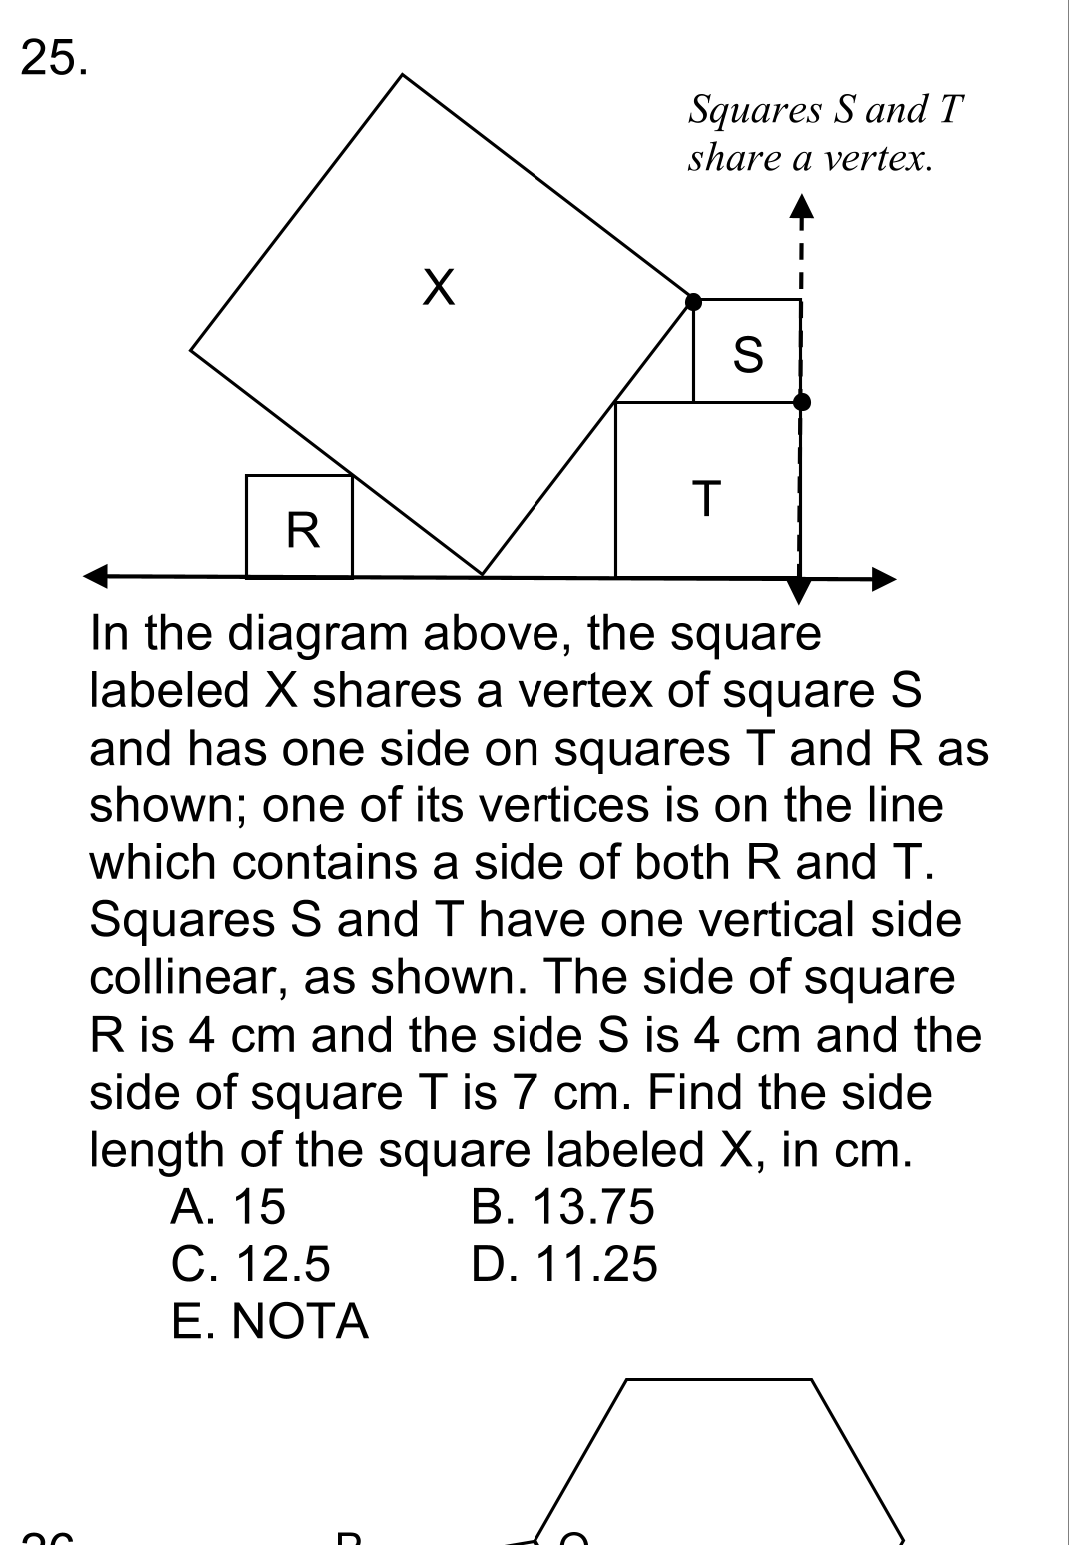 25.
Squares S and T
share a vertex.
X
S
R
T
In the diagram above, the square
labeled X shares a vertex of square S
and has one side on squares T and R as
shown; one of its vertices is on the line
which contains a side of both R and T.
Squares S and T have one vertical side
collinear, as shown. The side of square
R is 4 cm and the side S is 4 cm and the
side of square T is 7 cm. Find the side
length of the square labeled X, in cm.
A. 15 B. 13.75
C. 12.5 D. 11.25
E. NOTA